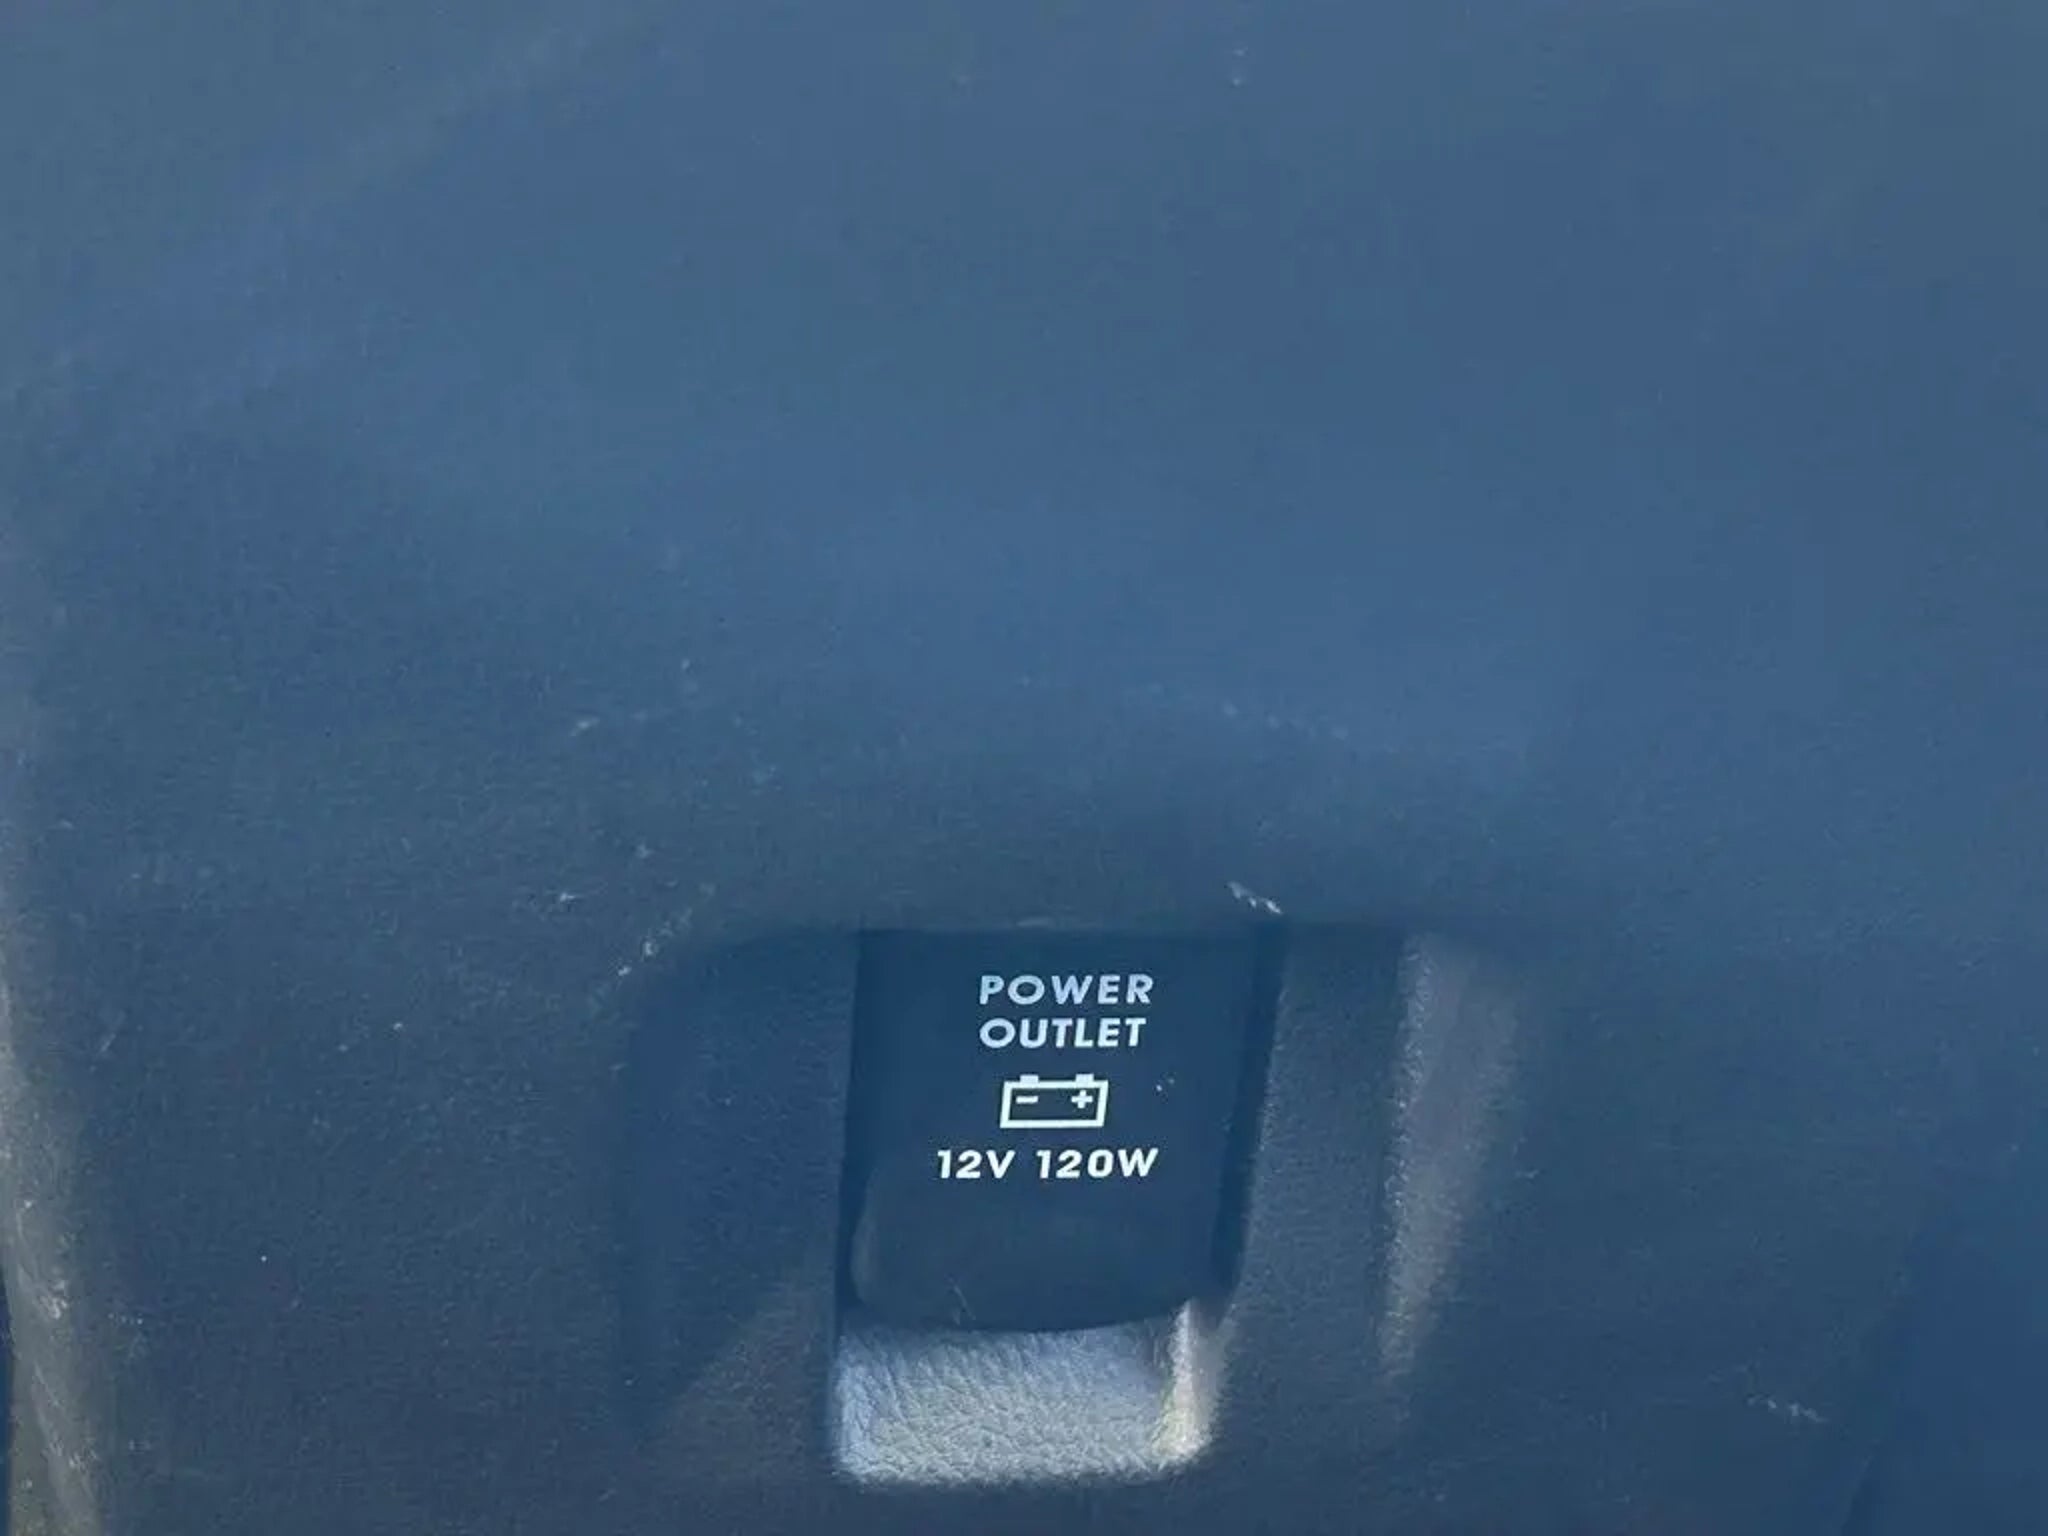 POWER
OUTLET
- +
12V 120W